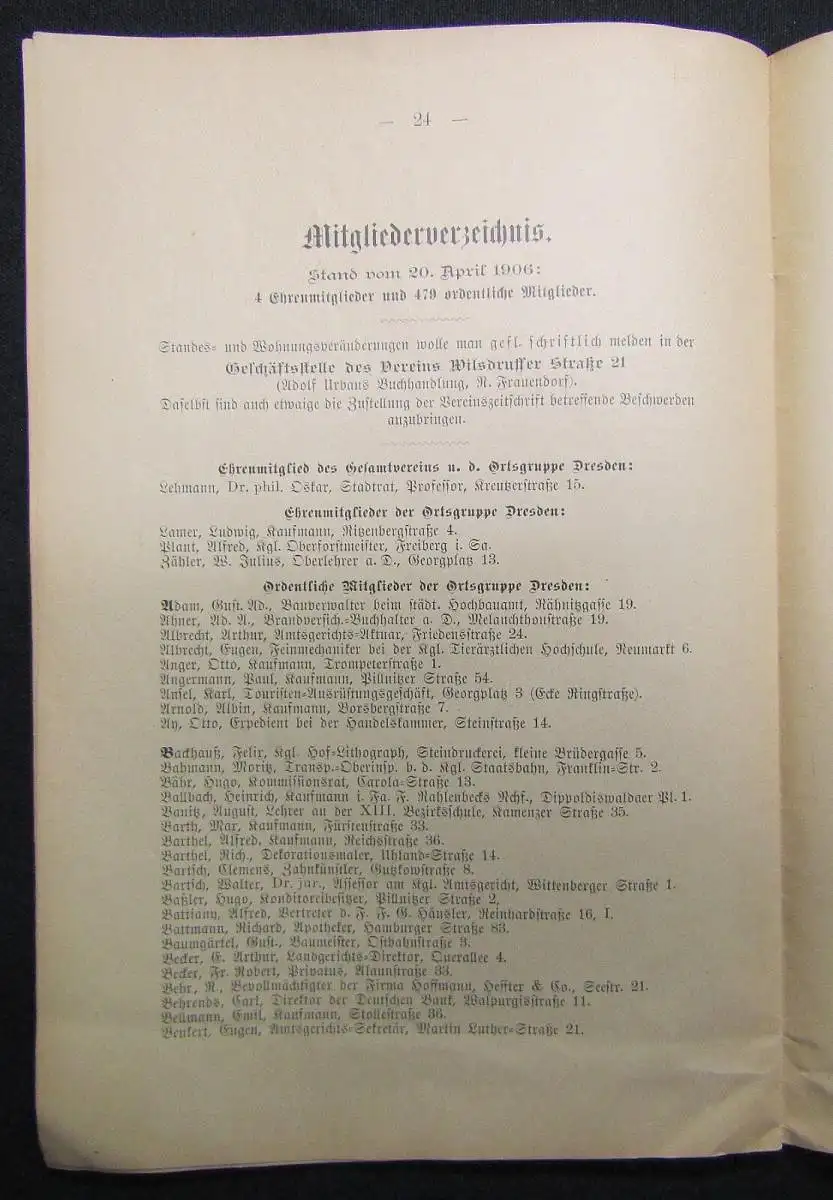 — 24 —
Mitgliederverzeichnis.
Stand vom 20. April 1906:
4 Ehrenmitglieder und 479 ordentliche Mitglieder.
Standes- und Wohnungsveränderungen wolle man gefl. schriftlich melden in der
Geschäftsstelle des Vereins Wilsdruffer Straße 21
(Adolf Urbans Buchhandlung, R. Frauendorf).
Daselbst sind auch etwaige die Zustellung der Vereinszeitschrift betreffende Beschwerden
anzubringen.
Ehrenmitglied des Gesamtvereins u. d. Ortsgruppe Dresden:
Lehmann, Dr. phil. Oskar, Stadtrat, Professor, Kreutzerstraße 15.
Ehrenmitglieder der Ortsgruppe Dresden:
Lamer, Ludwig, Kaufmann, Nitzenbergstraße 4.
Plant, Alfred, Kgl. Oberforstmeister, Freiberg i. Sa.
Zähler, W. Julius, Oberlehrer a. D., Georgplatz 13.
Ordentliche Mitglieder der Ortsgruppe Dresden:
Adam, Gust. Ad., Bauverwalter beim städt. Hochbauamt, Rähnitzgasse 19.
Ahner, Ad. A., Brandversich.-Buchhalter a. D., Melanchthonstraße 19.
Albrecht, Arthur, Amtsgerichts-Aktuar, Friedensstraße 24.
Albrecht, Eugen, Feinmechaniker bei der Kgl. Tierärztlichen Hochschule, Neumarkt 6.
Anger, Otto, Kaufmann, Trompeterstraße 1.
Angermann, Paul, Kaufmann, Pillnitzer Straße 54.
Ansel, Karl, Touristen-Ausrüstungsgeschäft, Georgplatz 3 (Ecke Ringstraße).
Arnold, Albin, Kaufmann, Borsbergstraße 7.
Ay, Otto, Expedient bei der Handelskammer, Steinstraße 14.
Backhauß, Felix, Kgl. Hof-Lithograph, Steindruckerei, kleine Brüdergasse 5.
Bahmann, Moritz, Transp.-Oberinsp. b. d. Kgl. Staatsbahn, Franklin-Str. 2.
Bähr, Hugo, Kommissionsrat, Carola-Straße 13.
Ballbach, Heinrich, Kaufmann i. Fa. F. Rahlenbecks Nchf., Dippoldiswaldaer Pl. 1.
Banitz, August, Lehrer an der XIII. Bezirksschule, Kamenzer Straße 35.
Barth, Max, Kaufmann, Fürstenstraße 33.
Barthel, Alfred, Kaufmann, Reichsstraße 36.
Barthel, Rich., Dekorationsmaler, Uhland-Straße 14.
Bartsch, Clemens, Zahnkünstler, Gutzkowstraße 8.
Bartsch, Walter, Dr. jur., Assessor am Kgl. Amtsgericht, Wittenberger Straße 1.
Baßler, Hugo, Konditoreibesitzer, Pillnitzer Straße 2.
Battiany, Alfred, Vertreter d. F. F. G. Häusler, Reinhardstraße 16, I.
Battmann, Richard, Apotheker, Hamburger Straße 83.
Baumgärtel, Gust., Baumeister, Ostbahnstraße 3.
Becker, E. Arthur, Landgerichts-Direktor, Querallee 4.
Becker, Fr. Robert, Privatus, Alaunstraße 33.
Behr, R., Bevollmächtigter der Firma Hoffmann, Heffter & Co., Seestr. 21.
Behrends, Carl, Direktor der Deutschen Bank, Walpurgisstraße 11.
Bellmann, Emil, Kaufmann, Stollestraße 36.
Benkert, Eugen, Amtsgerichts-Sekretär, Martin Luther-Straße 21.